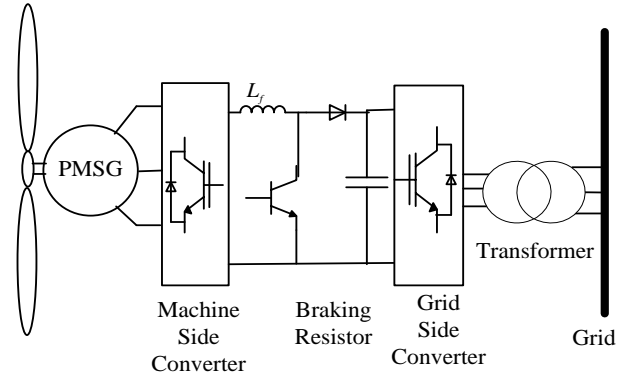 L_f
PMSG
Transformer
Machine
Side
Converter
Braking
Resistor
Grid
Side
Converter
Grid